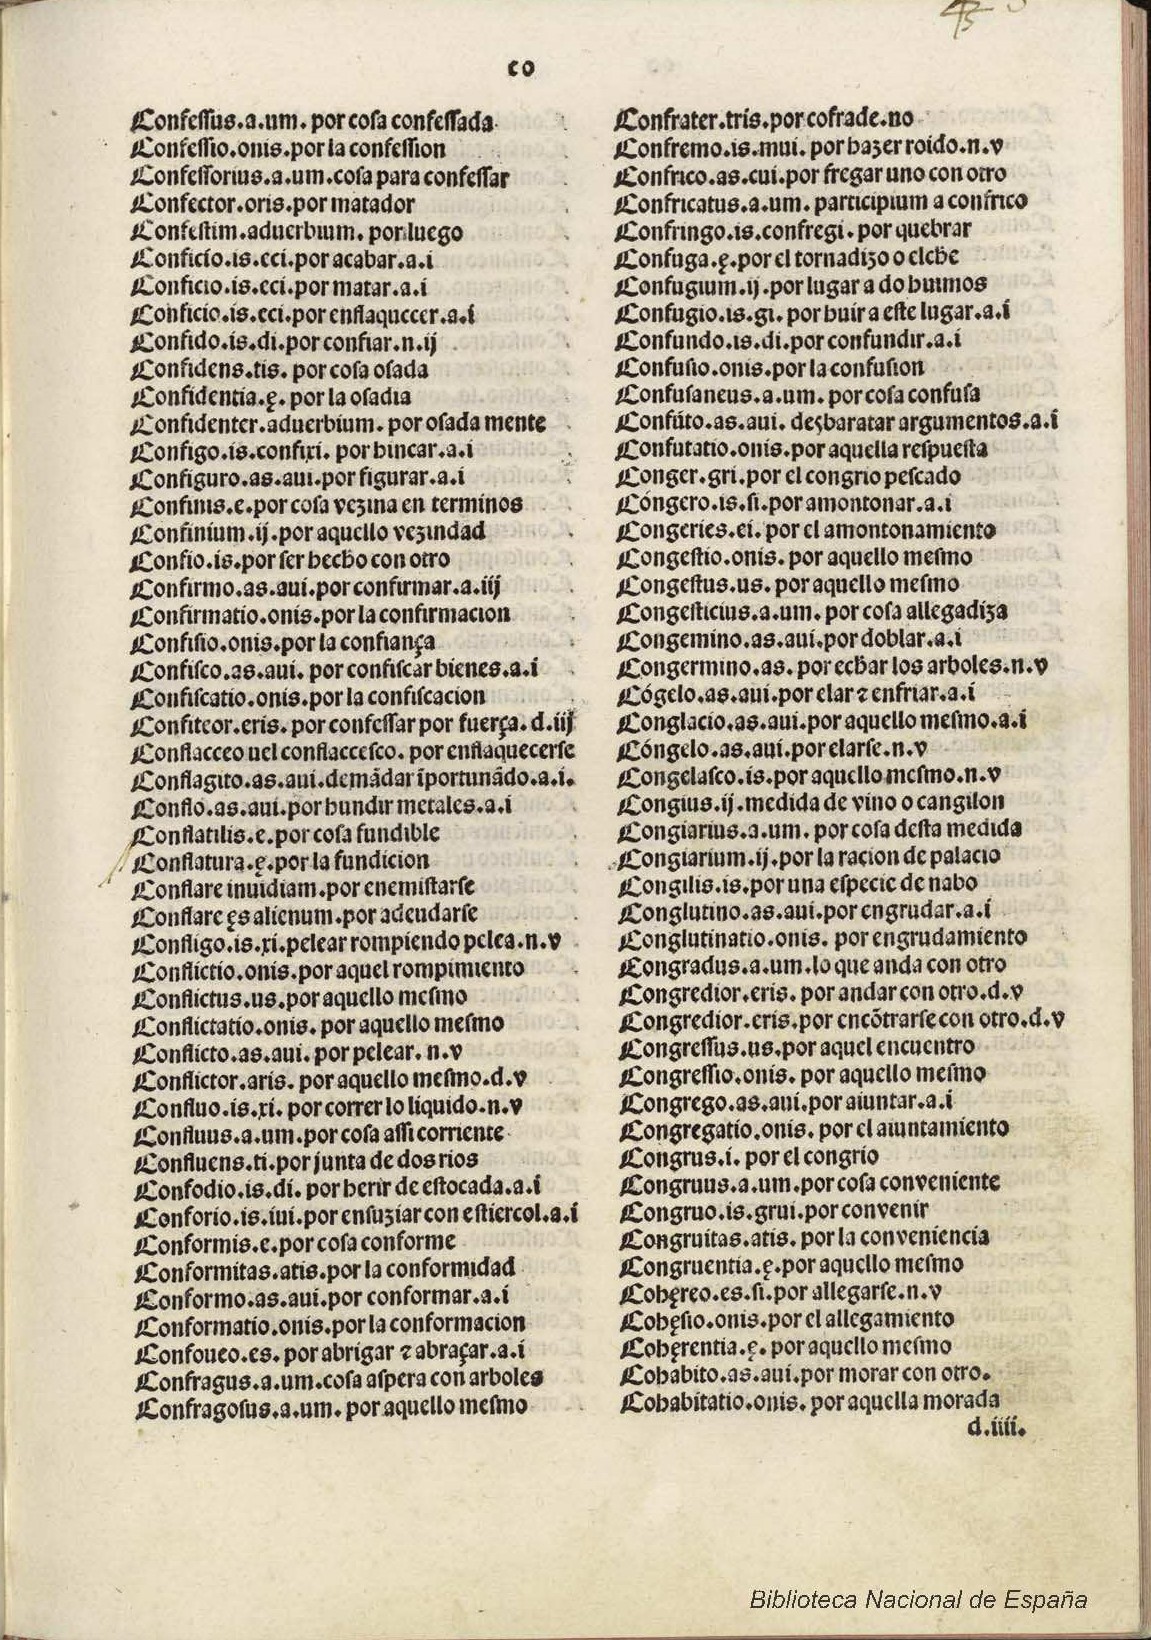 co
Confeſſus.a.um. por coſa confeſſada
Confeſſio.onis.por la confeſſion
Confeſſorius.a.um.coſa para confeſſar
Confector.oris.por matador
Confeſtim.aduerbium. por luego
Conficio.is.eci.por acabar.a.i
Conficio.is.eci.por matar.a.i
Conficio.is.eci.por enflaquecer.a.i
Confido.is.di.por confiar.n.ij
Confidens.tis. por coſa oſada
Confidentia.ę. por la oſadia
Confidenter.aduerbium. por oſada mente
Configo.is.confixi. por hincar.a.i
Configuro.as.aui.por figurar.a.i
Confinis.e.por coſa vezina en terminos
Confinium.ij.por aquello vezindad
Confio.is.por ſer hecho con otro
Confirmo.as.aui.por confirmar.a.iij
Confirmatio.onis.por la confirmacion
Confiſio.onis.por la confiança
Confiſco.as.aui. por confiſcar bienes.a.i
Confiſcatio.onis.por la confiſcacion
Confiteor.eris. por confeſſar por fuerça.d.iij
Conflacceo uel conflacceſco. por enflaquecerſe
Conflagito.as.aui.demãdar ĩportunãdo.a.i.
Conflo.as.aui.por hundir metales.a.i
Conflatilis.e.por coſa fundible
Conflatura.ę.por la fundicion
Conflare inuidiam.por enemiſtarſe
Conflare ęs alienum.por adeudarſe
Confligo.is.xi.pelear rompiendo pelea.n.v
Conflictio.onis.por aquel rompimiento
Conflictus.us.por aquello meſmo
Conflictatio.onis. por aquello meſmo
Conflicto.as.aui. por pelear. n.v
Conflictor.aris. por aquello meſmo.d.v
Confluo.is.xi. por correr lo liquido.n.v
Confluus.a.um.por coſa aſſi corriente
Confluens.ti.por junta de dos rios
Confodio.is.di. por herir de eſtocada.a.i
Conforio.is.iui.por enſuziar con eſtiercol.a.i
Conformis.e.por coſa conforme
Conformitas.atis.por la conformidad
Conformo.as.aui.por conformar.a.i
Conformatio.onis.por la conformacion
Confoueo.es. por abrigar ⁊ abraçar.a.i
Confragus.a.um.coſa aſpera con arboles
Confragoſus.a.um. por aquello meſmo
Confrater.tris.por cofrade.no
Confremo.is.mui. por hazer roido.n.v
Confrico.as.cui.por fregar uno con otro
Confricatus.a.um. participium a confrico
Confringo.is.confregi. por quebrar
Confuga.ę.por el tornadizo o elche
Confugium.ij.por lugar a do huimos
Confugio.is.gi. por huir a eſte lugar.a.i
Confundo.is.di.por confundir.a.i
Confuſio.onis.por la confuſion
Confuſaneus.a.um. por coſa confuſa
Confuto.as.aui. desbaratar argumentos.a.i
Confutatio.onis.por aquella reſpueſta
Conger.gri.por el congrio peſcado
Cóngero.is.ſi.por amontonar.a.i
Congeries.ei. por el amontonamiento
Congeſtio.onis. por aquello meſmo
Congeſtus.us. por aquello meſmo
Congeſticius.a.um. por coſa allegadiza
Congemino.as.aui.por doblar.a.i
Congermino.as. por echar los arboles.n.v
Cógelo.as.aui.por elar ⁊ enfriar.a.i
Conglacio.as.aui.por aquello meſmo.a.i
Cóngelo.as.aui.por elarſe.n.v
Congelaſco.is.por aquello meſmo.n.v
Congius.ij.medida de vino o cangilon
Congiarius.a.um. por coſa deſta medida
Congiarium.ij.por la racion de palacio
Congilis.is.por una eſpecie de nabo
Conglutino.as.aui.por engrudar.a.i
Conglutinatio.onis. por engrudamiento
Congradus.a.um.lo que anda con otro
Congredior.eris. por andar con otro.d.v
Congredior.eris.por encõtrarſe con otro.d.v
Congreſſus.us.por aquel encuentro
Congreſſio.onis. por aquello meſmo
Congrego.as.aui.por aiuntar.a.i
Congregatio.onis. por el aiuntamiento
Congrus.i. por el congrio
Congruus.a.um.por coſa conveniente
Congruo.is.grui.por convenir
Congruitas.atis. por la conveniencia
Congruentia.ę.por aquello meſmo
Cohęreo.es.ſi.por allegarſe.n.v
Cohęſio.onis.por el allegamiento
Cohęrentia.ę. por aquello meſmo
Cohabito.as.aui.por morar con otro.
Cohabitatio.onis. por aquella morada
d.iiii.
Biblioteca Nacional de España